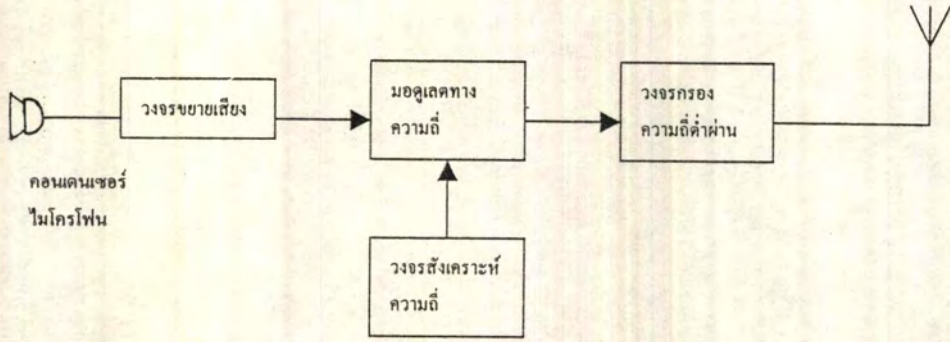 วงจรขยายเสียง
มอดูเลตทาง
ความถี่
วงจรกรอง
ความถี่ต่ำผ่าน
คอนเดนเซอร์
ไมโครโฟน
วงจรสังเคราะห์
ความถี่